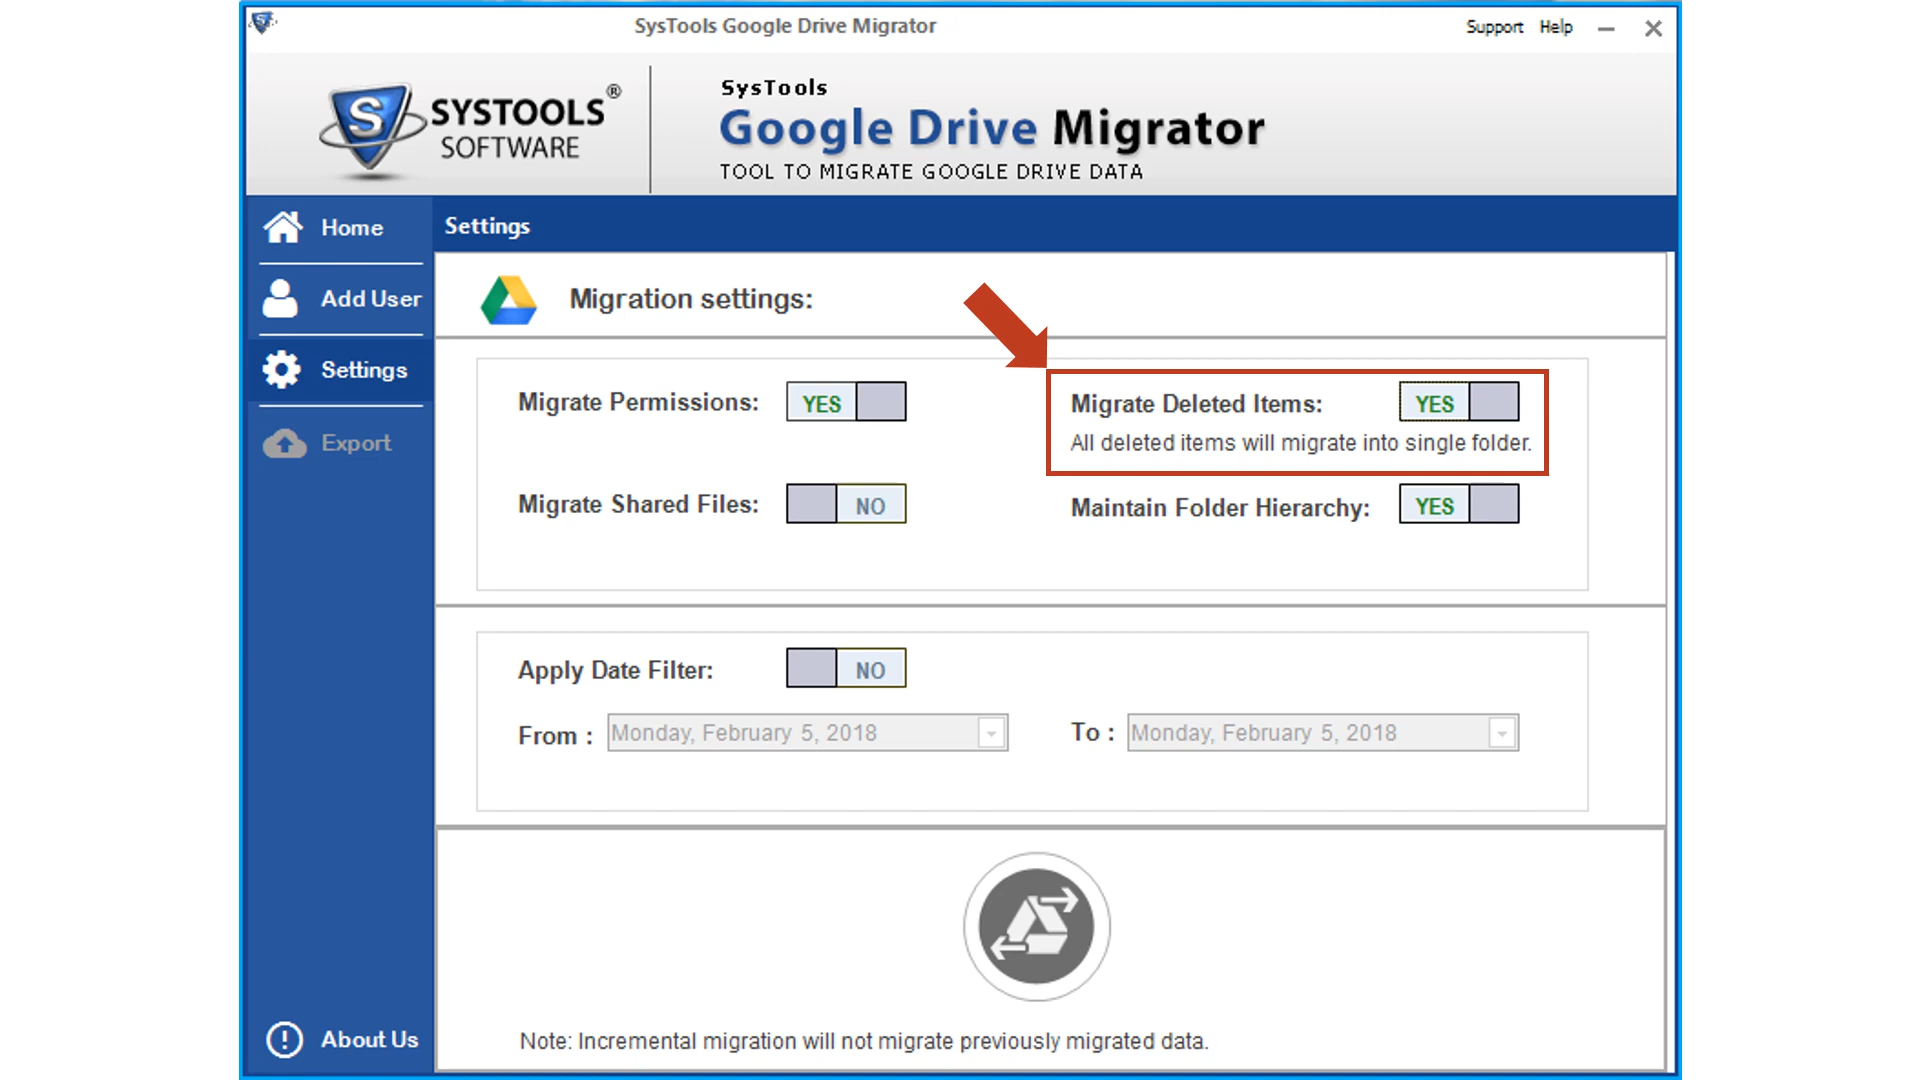 SysTools Google Drive Migrator
Support Help
SYSTOOLS®
SOFTWARE
SysTools
Google Drive Migrator
TOOL TO MIGRATE GOOGLE DRIVE DATA
Home
Add User
Settings
Export
About Us
Settings
Migration settings:
Migrate Permissions: YES
Migrate Deleted Items: YES
All deleted items will migrate into single folder.
Migrate Shared Files: NO
Maintain Folder Hierarchy: YES
Apply Date Filter: NO
From : Monday, February 5, 2018
To : Monday, February 5, 2018
Note: Incremental migration will not migrate previously migrated data.